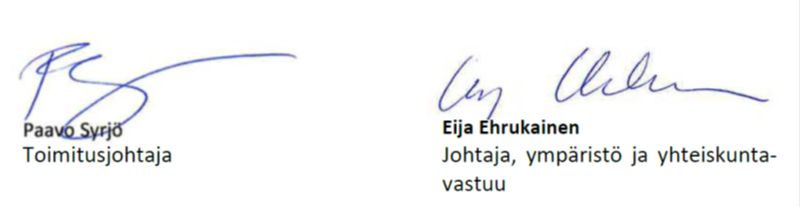 Paavo Syrjö
Toimitusjohtaja
Eija Ehrukainen
Johtaja, ympäristö ja yhteiskunta-
vastuu